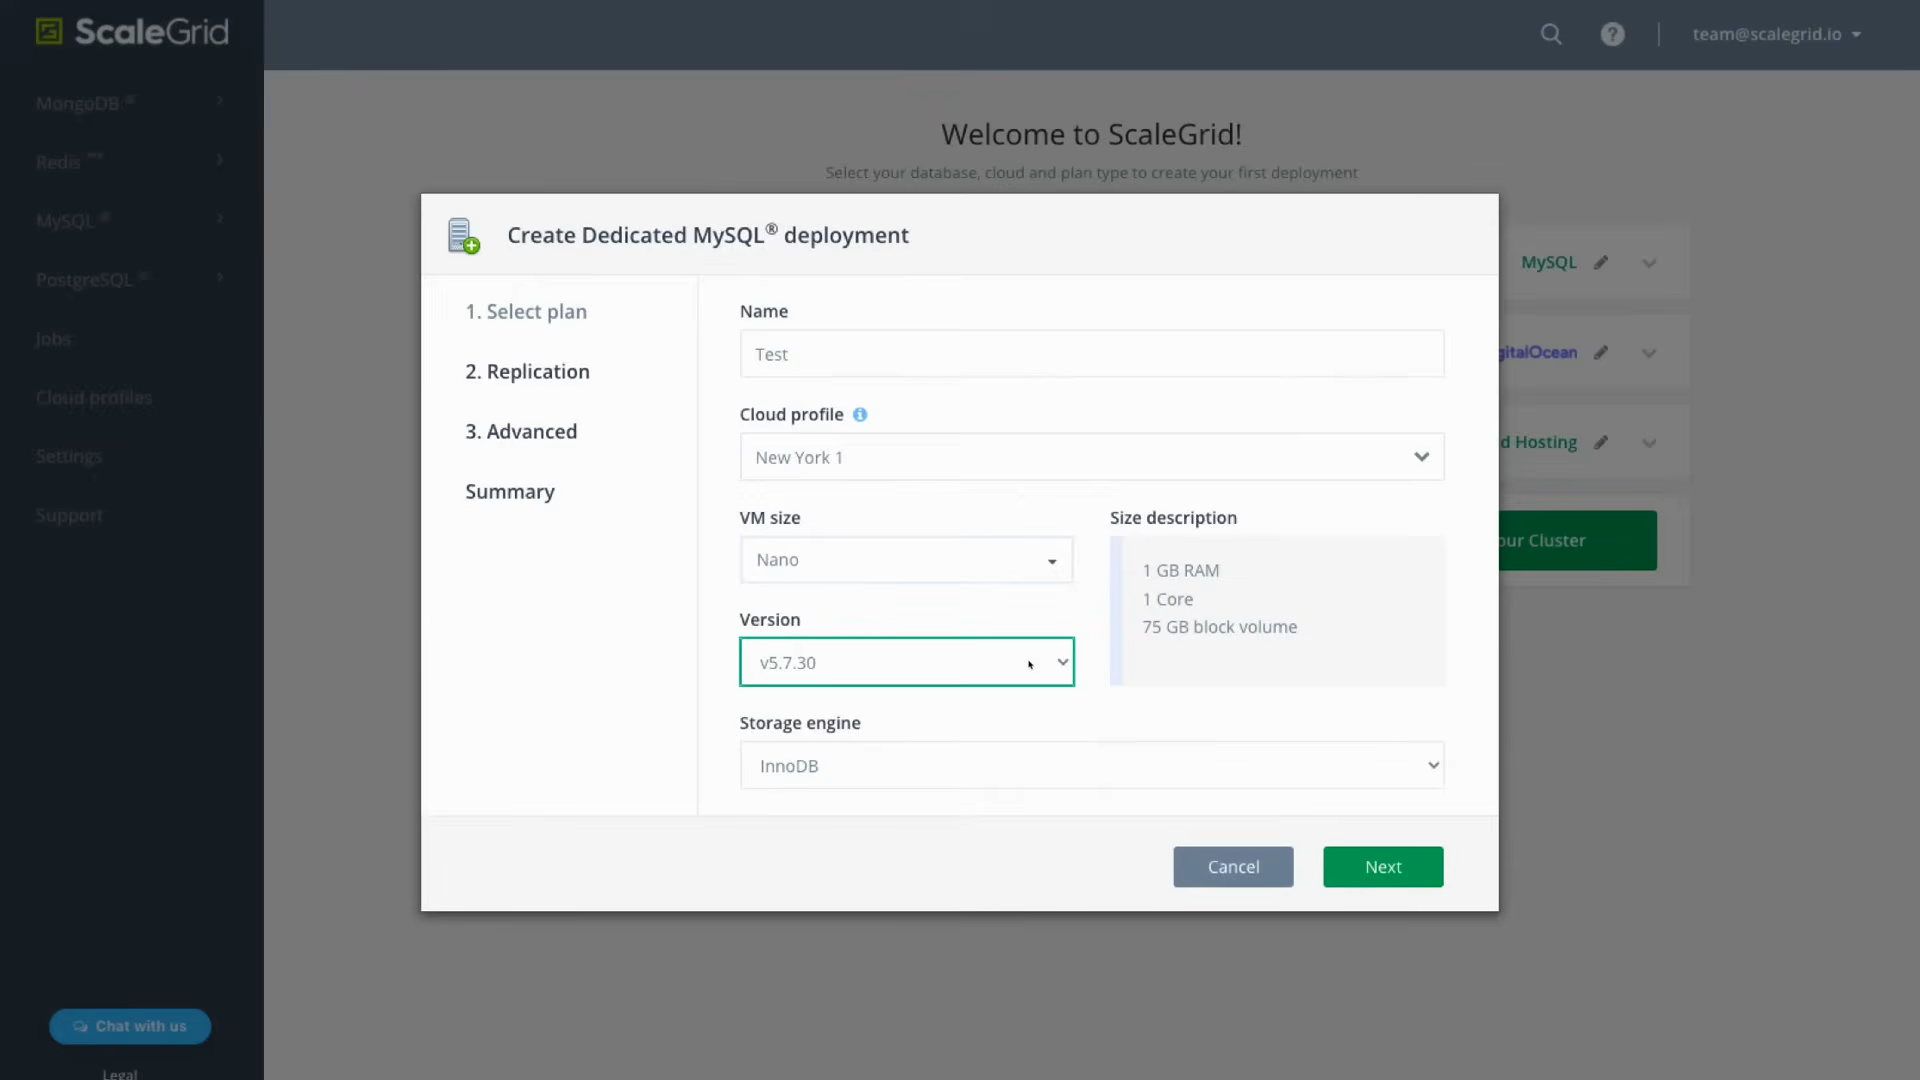 ScaleGrid
team@scalegrid.io
MongoDB®
Redis™
MySQL®
PostgreSQL®
Jobs
Cloud profiles
Settings
Support
Chat with us
Legal
Welcome to ScaleGrid!
Select your database, cloud and plan type to create your first deployment
MySQL
gitalOcean
d Hosting
our Cluster
Create Dedicated MySQL® deployment
1. Select plan
2. Replication
3. Advanced
Summary
Name
Test
Cloud profile
New York 1
VM size
Nano
Size description
1 GB RAM
1 Core
75 GB block volume
Version
v5.7.30
Storage engine
InnoDB
Cancel
Next